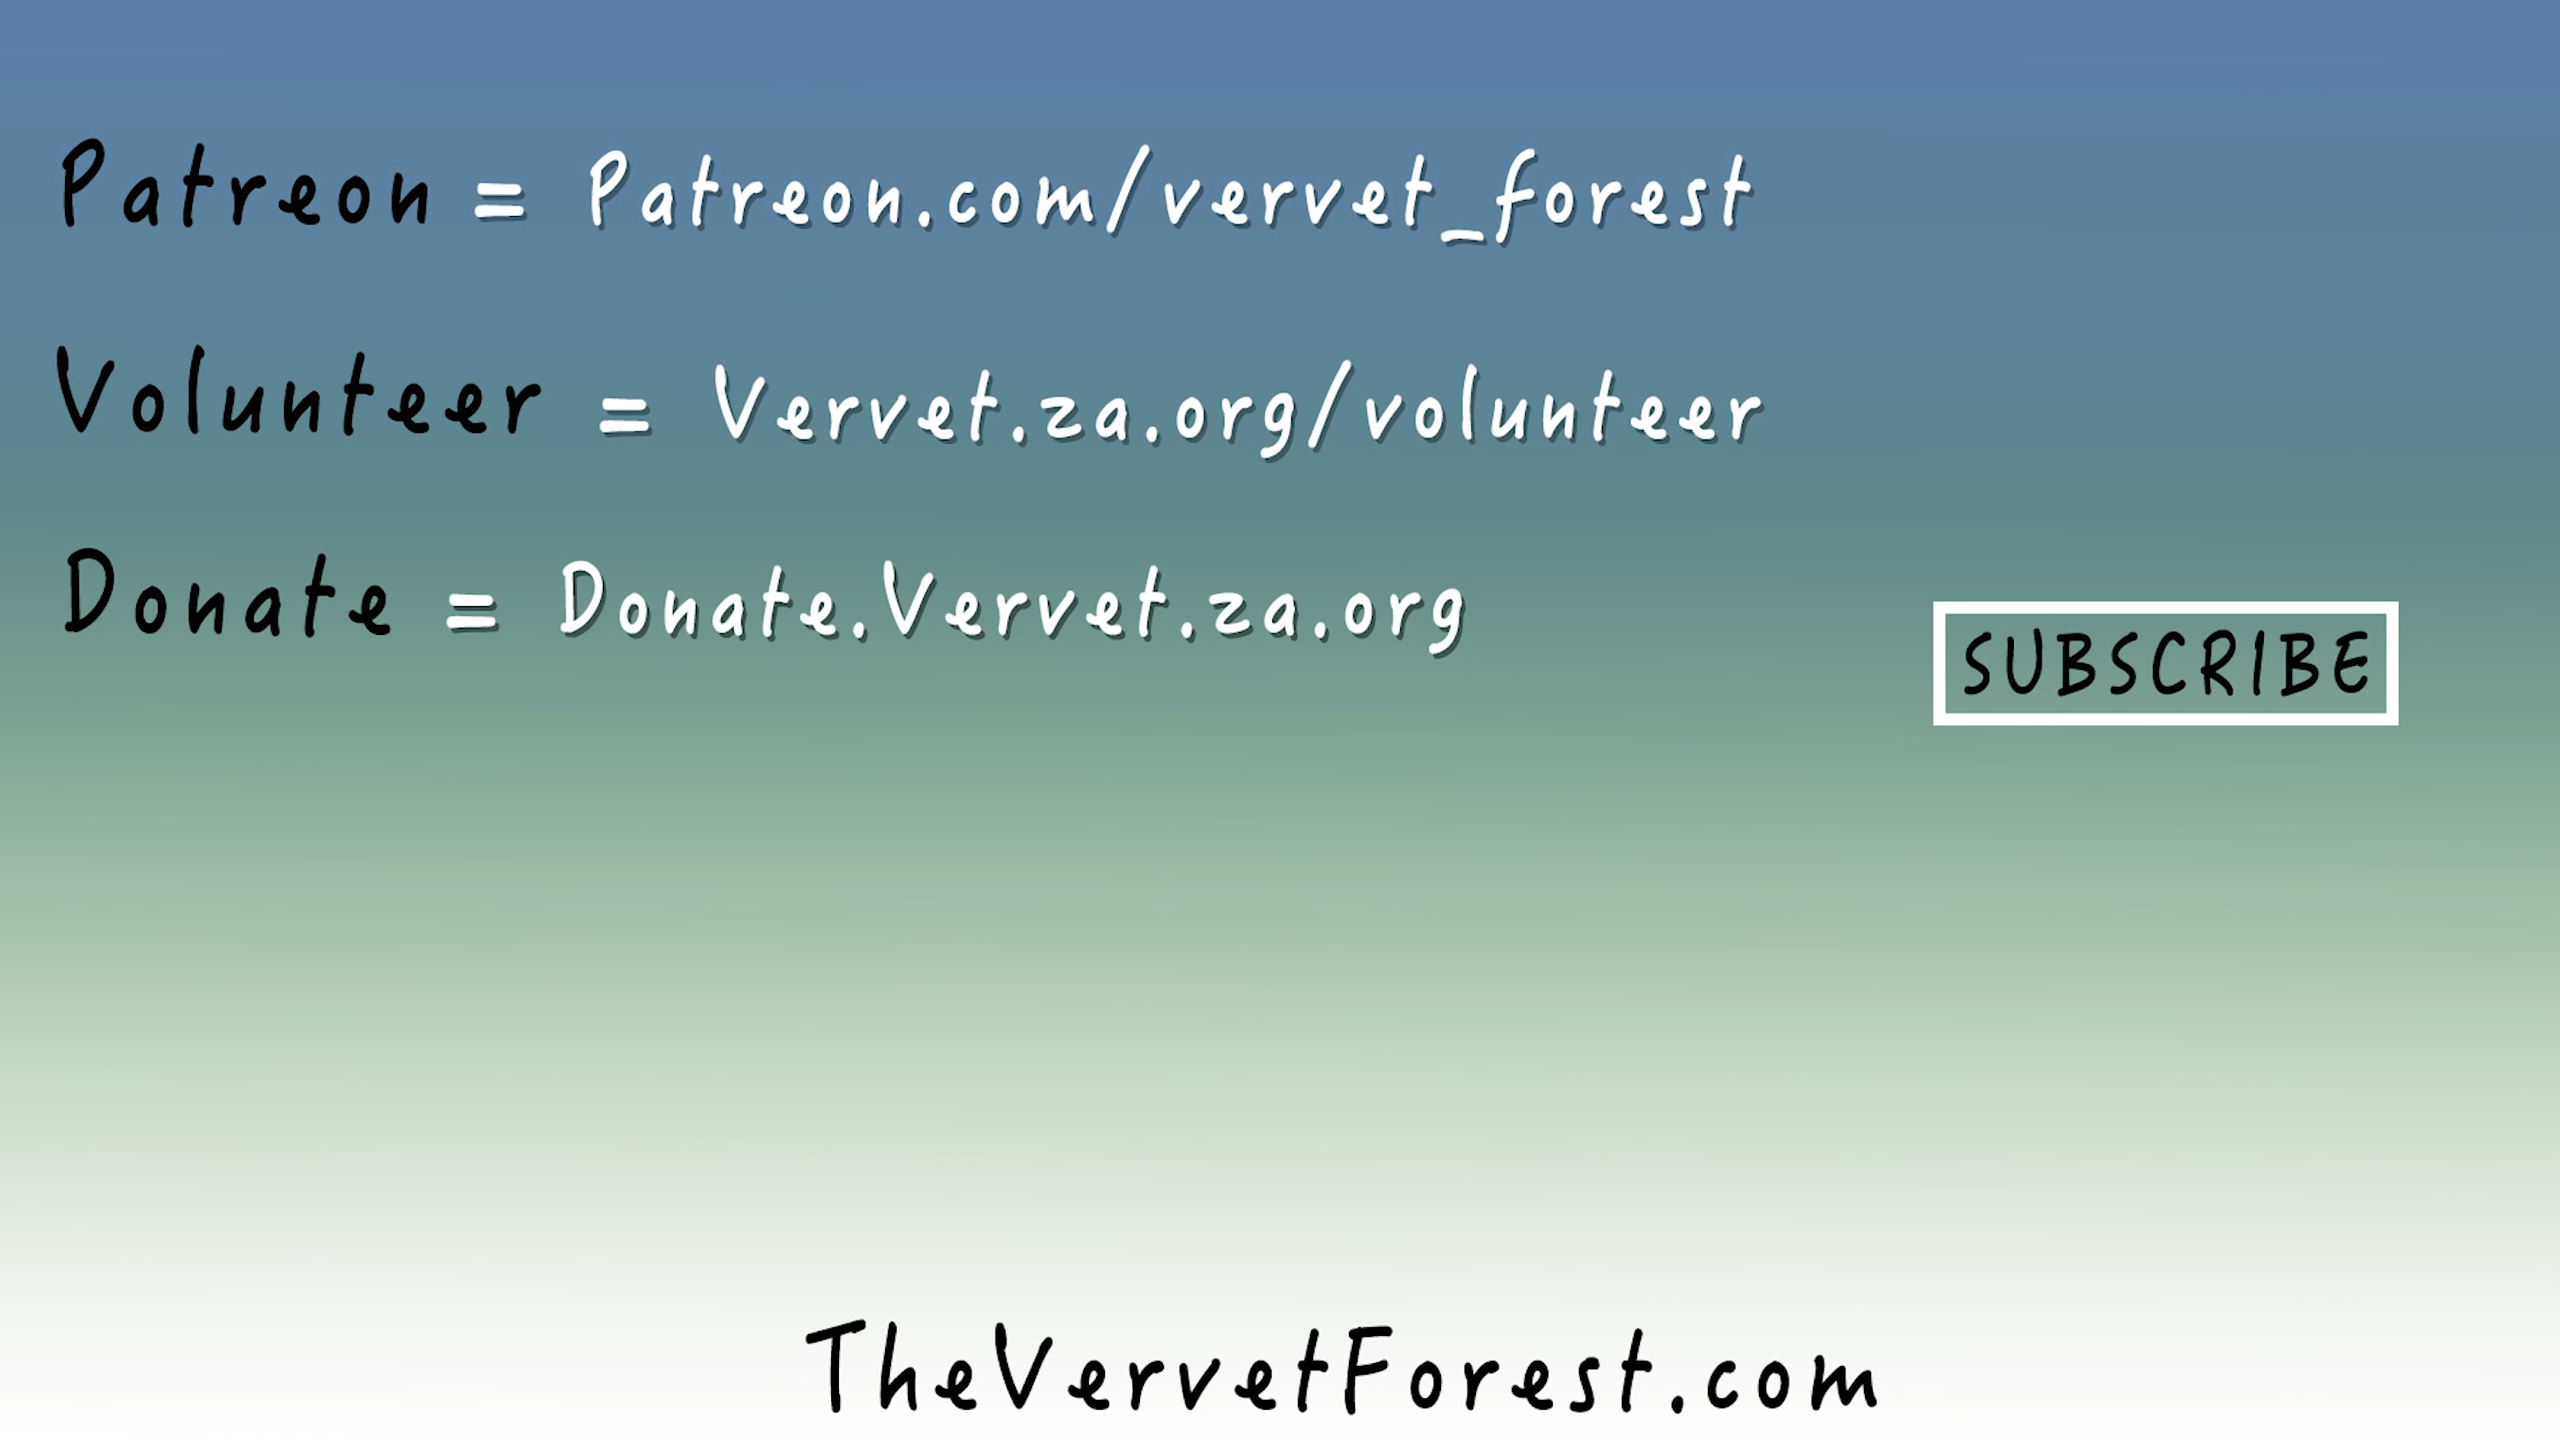 Patreon = Patreon.com/vervet_forest
Volunteer = Vervet.za.org/volunteer
Donate = Donate.Vervet.za.org
SUBSCRIBE
TheVervetForest.com